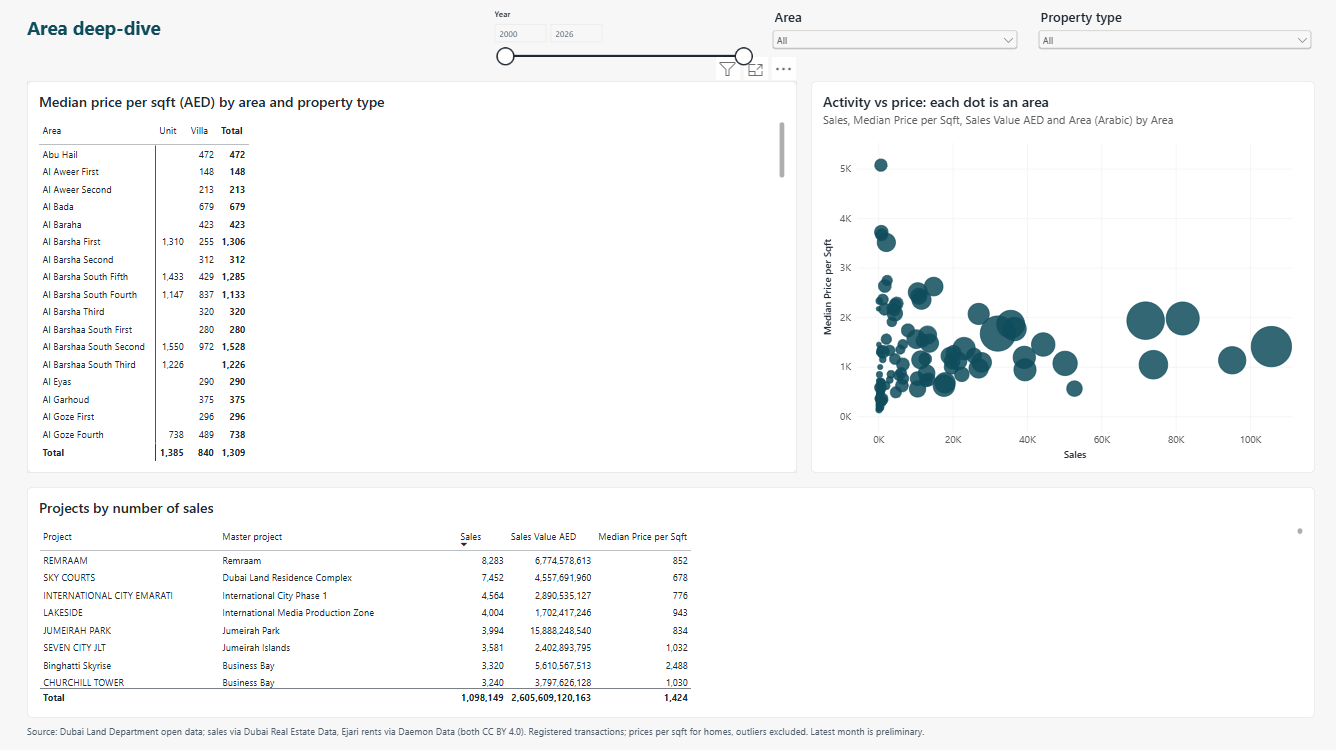 Area deep-dive
Year
2000 2026
Area
All
Property type
All
Median price per sqft (AED) by area and property type
Area Unit Villa Total
Abu Hail 472 472
Al Aweer First 148 148
Al Aweer Second 213 213
Al Bada 679 679
Al Baraha 423 423
Al Barsha First 1,310 255 1,306
Al Barsha Second 312 312
Al Barsha South Fifth 1,433 429 1,285
Al Barsha South Fourth 1,147 837 1,133
Al Barsha Third 320 320
Al Barshaa South First 280 280
Al Barshaa South Second 1,550 972 1,528
Al Barshaa South Third 1,226 1,226
Al Eyas 290 290
Al Garhoud 375 375
Al Goze First 296 296
Al Goze Fourth 738 489 738
Total 1,385 840 1,309
Activity vs price: each dot is an area
Sales, Median Price per Sqft, Sales Value AED and Area (Arabic) by Area
Median Price per Sqft
5K
4K
3K
2K
1K
0K
0K 20K 40K 60K 80K 100K
Sales
Projects by number of sales
Project Master project Sales Sales Value AED Median Price per Sqft
REMRAAM Remraam 8,283 6,774,578,613 852
SKY COURTS Dubai Land Residence Complex 7,452 4,557,691,960 678
INTERNATIONAL CITY EMARATI International City Phase 1 4,564 2,890,535,127 776
LAKESIDE International Media Production Zone 4,004 1,702,417,246 943
JUMEIRAH PARK Jumeirah Park 3,994 15,888,248,540 834
SEVEN CITY JLT Jumeirah Islands 3,581 2,402,893,795 1,032
Binghatti Skyrise Business Bay 3,320 5,610,567,513 2,488
CHURCHILL TOWER Business Bay 3,240 3,797,626,128 1,030
Total 1,098,149 2,605,609,120,163 1,424
Source: Dubai Land Department open data; sales via Dubai Real Estate Data, Ejari rents via Daemon Data (both CC BY 4.0). Registered transactions; prices per sqft for homes, outliers excluded. Latest month is preliminary.